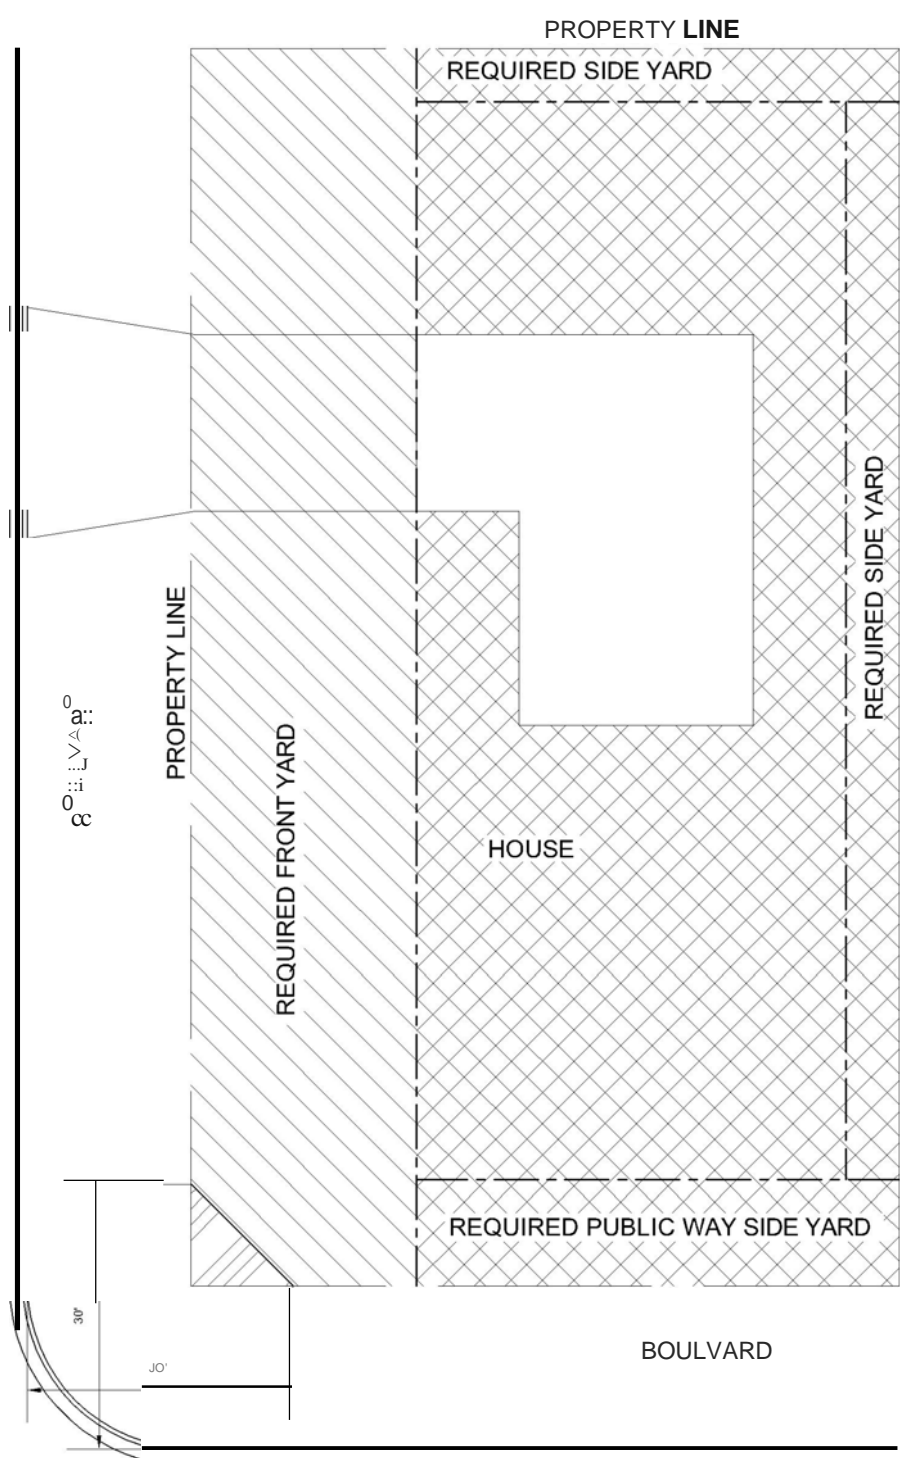 PROPERTY LINE
REQUIRED SIDE YARD
REQUIRED SIDE YARD
PROPERTY LINE
REQUIRED FRONT YARD
HOUSE
REQUIRED PUBLIC WAY SIDE YARD
30'
JO'
BOULVARD